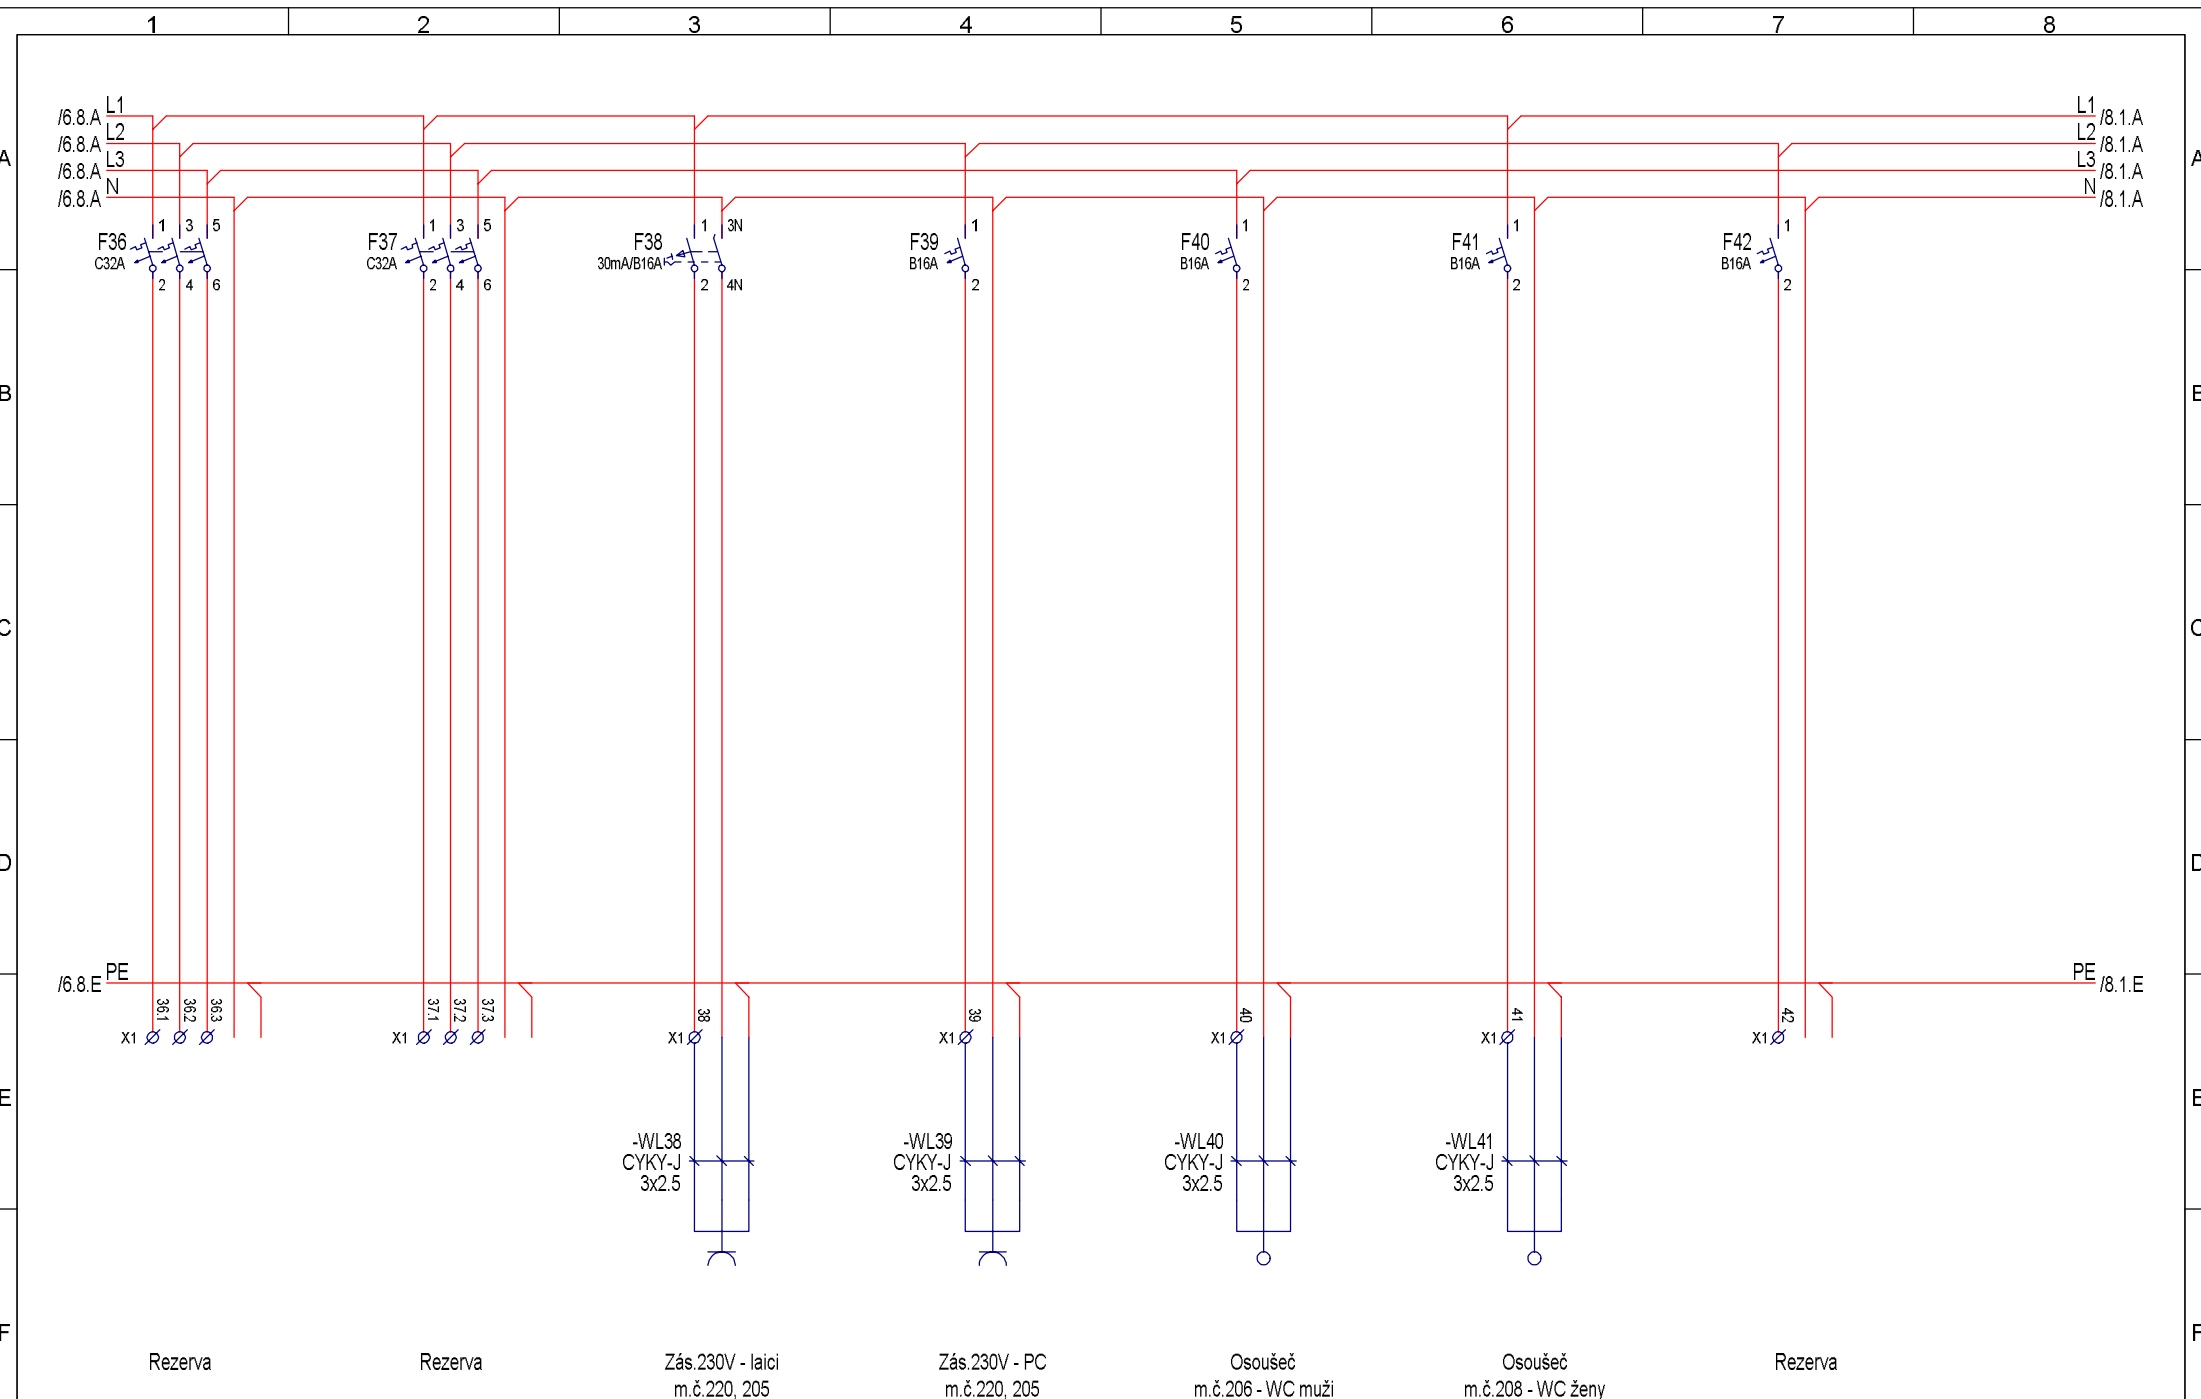 1 2 3 4 5 6 7 8
L1 L1
/6.8.A /8.1.A
L2 L2
/6.8.A /8.1.A
A A
L3 L3
/6.8.A /8.1.A
N N
/6.8.A /8.1.A
1 3 5 1 3 5 1 3N 1 1 1 1
F36 F37 F38 F39 F40 F41 F42
C32A C32A 30mA/B16A B16A B16A B16A B16A
2 4 6 2 4 6 2 4N 2 2 2 2
B B
C C
D D
PE PE
/6.8.E /8.1.E
36.1 36.2 36.3 37.1 37.2 37.3 38 39 40 41 42
X1 X1 X1 X1 X1 X1 X1
E E
-WL38 -WL39 -WL40 -WL41
CYKY-J CYKY-J CYKY-J CYKY-J
3x2.5 3x2.5 3x2.5 3x2.5
F F
Rezerva Rezerva Zás.230V - laici Zás.230V - PC Osoušeč Osoušeč Rezerva
m.č.220, 205 m.č.220, 205 m.č.206 - WC muži m.č.208 - WC ženy